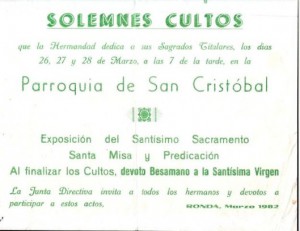 SOLEMNES CULTOS
que la Hermandad dedica a sus Sagrados Titulares, los días
26, 27 y 28 de Marzo, a las 7 de la tarde, en la
Parroquia de San Cristóbal
Exposición del Santísimo Sacramento
Santa Misa y Predicación
Al finalizar los Cultos, devoto Besamano a la Santísima Virgen
La Junta Directiva invita a todos los hermanos y devotos a
participar a estos actos,
RONDA, Marzo 1982